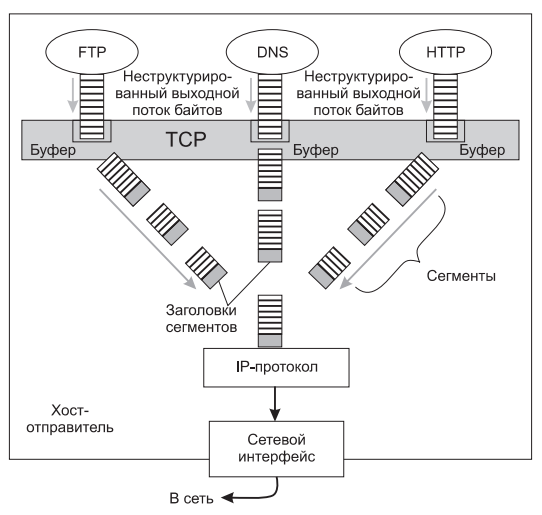 FTP
DNS
HTTP
Неструктуриро-
ванный выходной
поток байтов
Неструктуриро-
ванный выходной
поток байтов
TCP
Буфер
Буфер
Буфер
Сегменты
Заголовки
сегментов
IP-протокол
Хост-
отправитель
Сетевой
интерфейс
В сеть